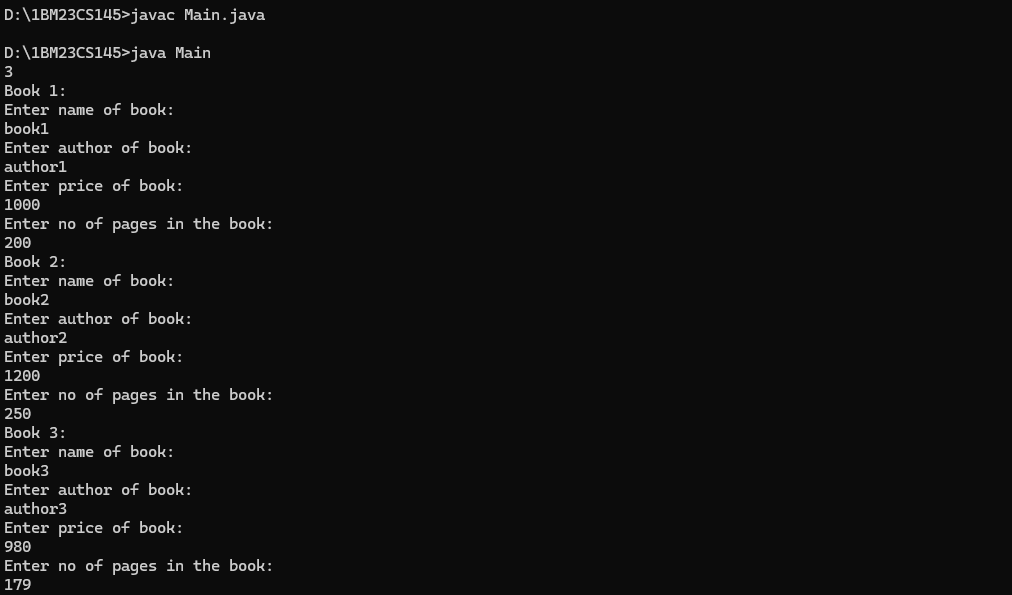 D:\1BM23CS145>javac Main.java
D:\1BM23CS145>java Main
3
Book 1:
Enter name of book:
book1
Enter author of book:
author1
Enter price of book:
1000
Enter no of pages in the book:
200
Book 2:
Enter name of book:
book2
Enter author of book:
author2
Enter price of book:
1200
Enter no of pages in the book:
250
Book 3:
Enter name of book:
book3
Enter author of book:
author3
Enter price of book:
980
Enter no of pages in the book:
179